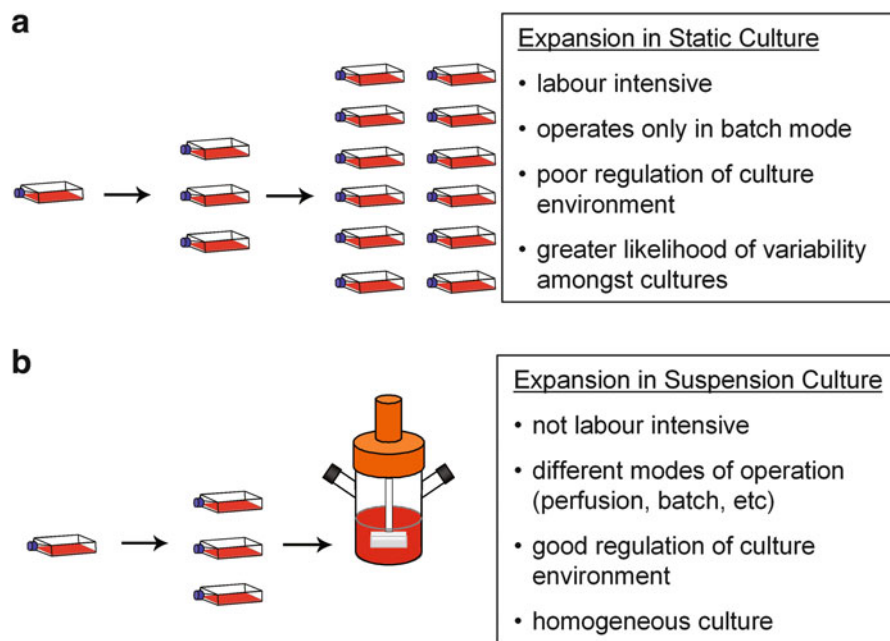 a
Expansion in Static Culture
• labour intensive
• operates only in batch mode
• poor regulation of culture
environment
• greater likelihood of variability
amongst cultures
b
Expansion in Suspension Culture
• not labour intensive
• different modes of operation
(perfusion, batch, etc)
• good regulation of culture
environment
• homogeneous culture